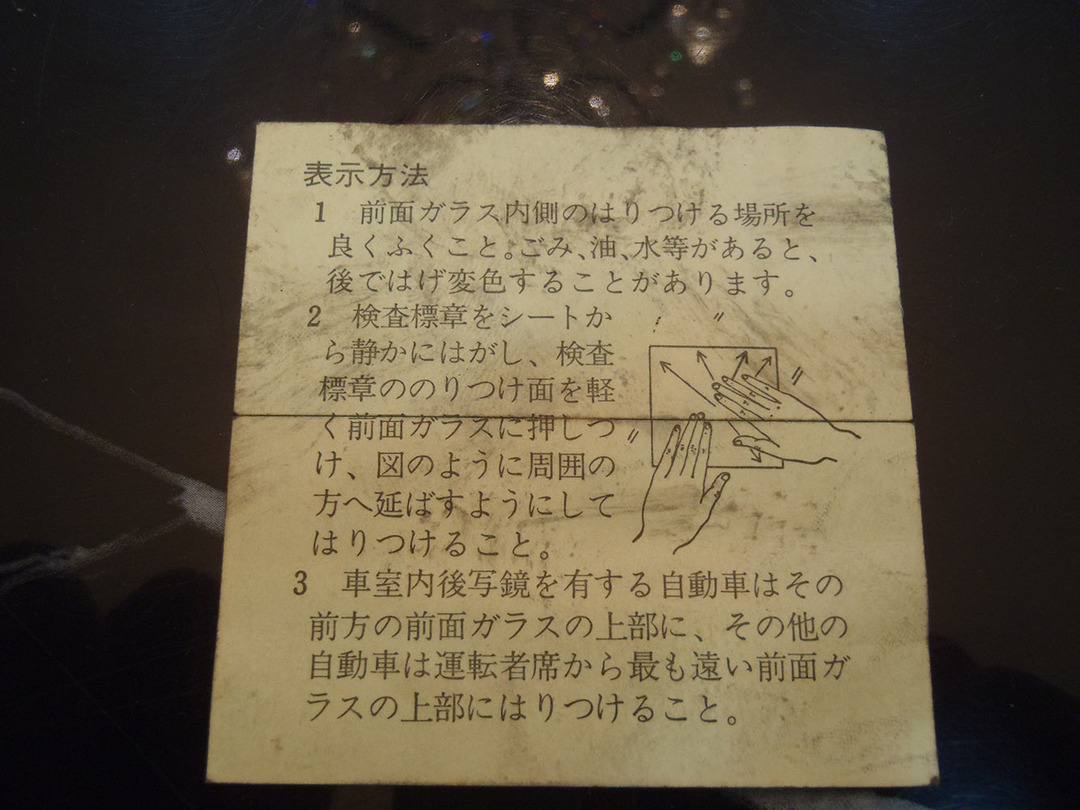 表示方法
1 前面ガラス内側のはりつける場所を
良くふくこと。ごみ、油、水等があると、
後ではげ変色することがあります。
2 検査標章をシートか
ら静かにはがし、検査
標章ののりつけ面を軽
く前面ガラスに押しつ
け、図のように周囲の
方へ延ばすようにして
はりつけること。
3 車室内後写鏡を有する自動車はその
前方の前面ガラスの上部に、その他の
自動車は運転者席から最も遠い前面ガ
ラスの上部にはりつけること。